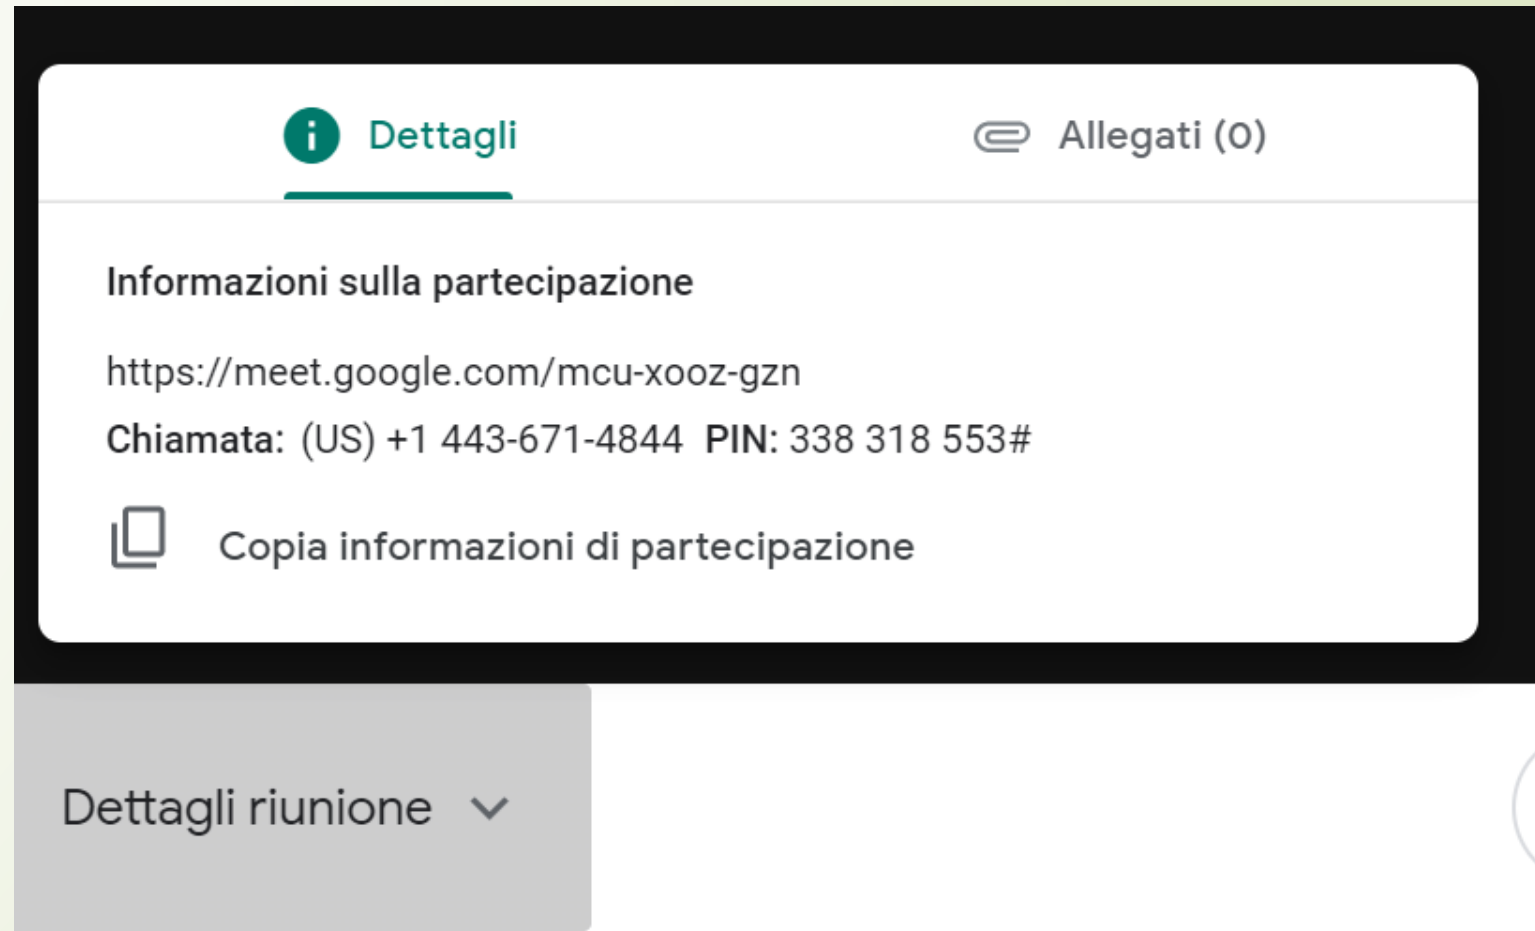 Dettagli
Allegati (0)
Informazioni sulla partecipazione
https://meet.google.com/mcu-xooz-gzn
Chiamata: (US) +1 443-671-4844 PIN: 338 318 553#
Copia informazioni di partecipazione
Dettagli riunione